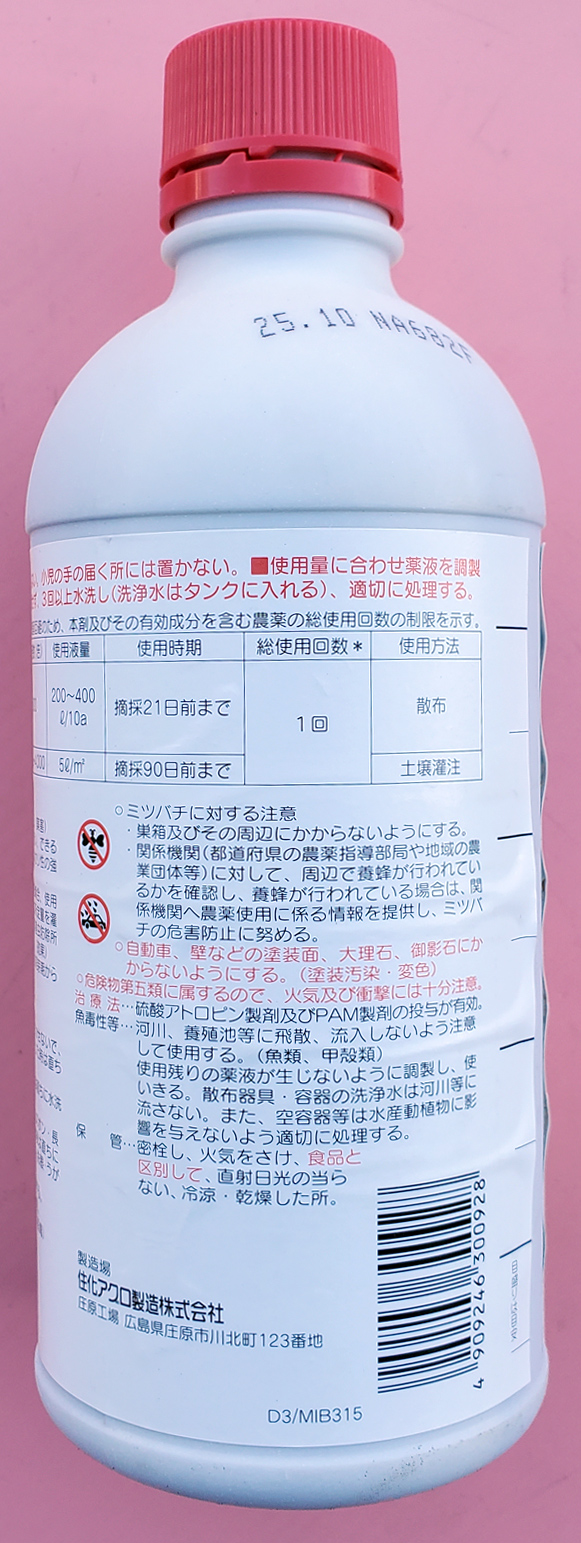 25.10 NA682F
小児の手の届く所には置かない。■使用量に合わせ薬液を調製
3回以上水洗し(洗浄水はタンクに入れる)、適切に処理する。
のため、本剤及びその有効成分を含む農薬の総使用回数の制限を示す。
使用液量 使用時期 総使用回数* 使用方法
200〜400 ℓ/10a 摘採21日前まで 1回 散布
5ℓ/㎡ 摘採90日前まで 土壌灌注
○ミツバチに対する注意
・巣箱及びその周辺にかからないようにする。
・関係機関(都道府県の農薬指導部局や地域の農
業団体等)に対して、周辺で養蜂が行われてい
るかを確認し、養蜂が行われている場合は、関
係機関へ農薬使用に係る情報を提供し、ミツバ
チの危害防止に努める。
○自動車、壁などの塗装面、大理石、御影石にか
からないようにする。(塗装汚染・変色)
○危険物第五類に属するので、火気及び衝撃には十分注意。
治療法…硫酸アトロピン製剤及びPAM製剤の投与が有効。
魚毒性等…河川、養殖池等に飛散、流入しないよう注意
して使用する。(魚類、甲殻類)
使用残りの薬液が生じないように調製し、使
いきる。散布器具・容器の洗浄水は河川等に
流さない。また、空容器等は水産動植物に影
響を与えないよう適切に処理する。
保管…密栓し、火気をさけ、食品と
区別して、直射日光の当ら
ない、冷涼・乾燥した所。
製造場
住化アグロ製造株式会社
庄原工場 広島県庄原市川北町123番地
4 909246 300928
D3/MIB315